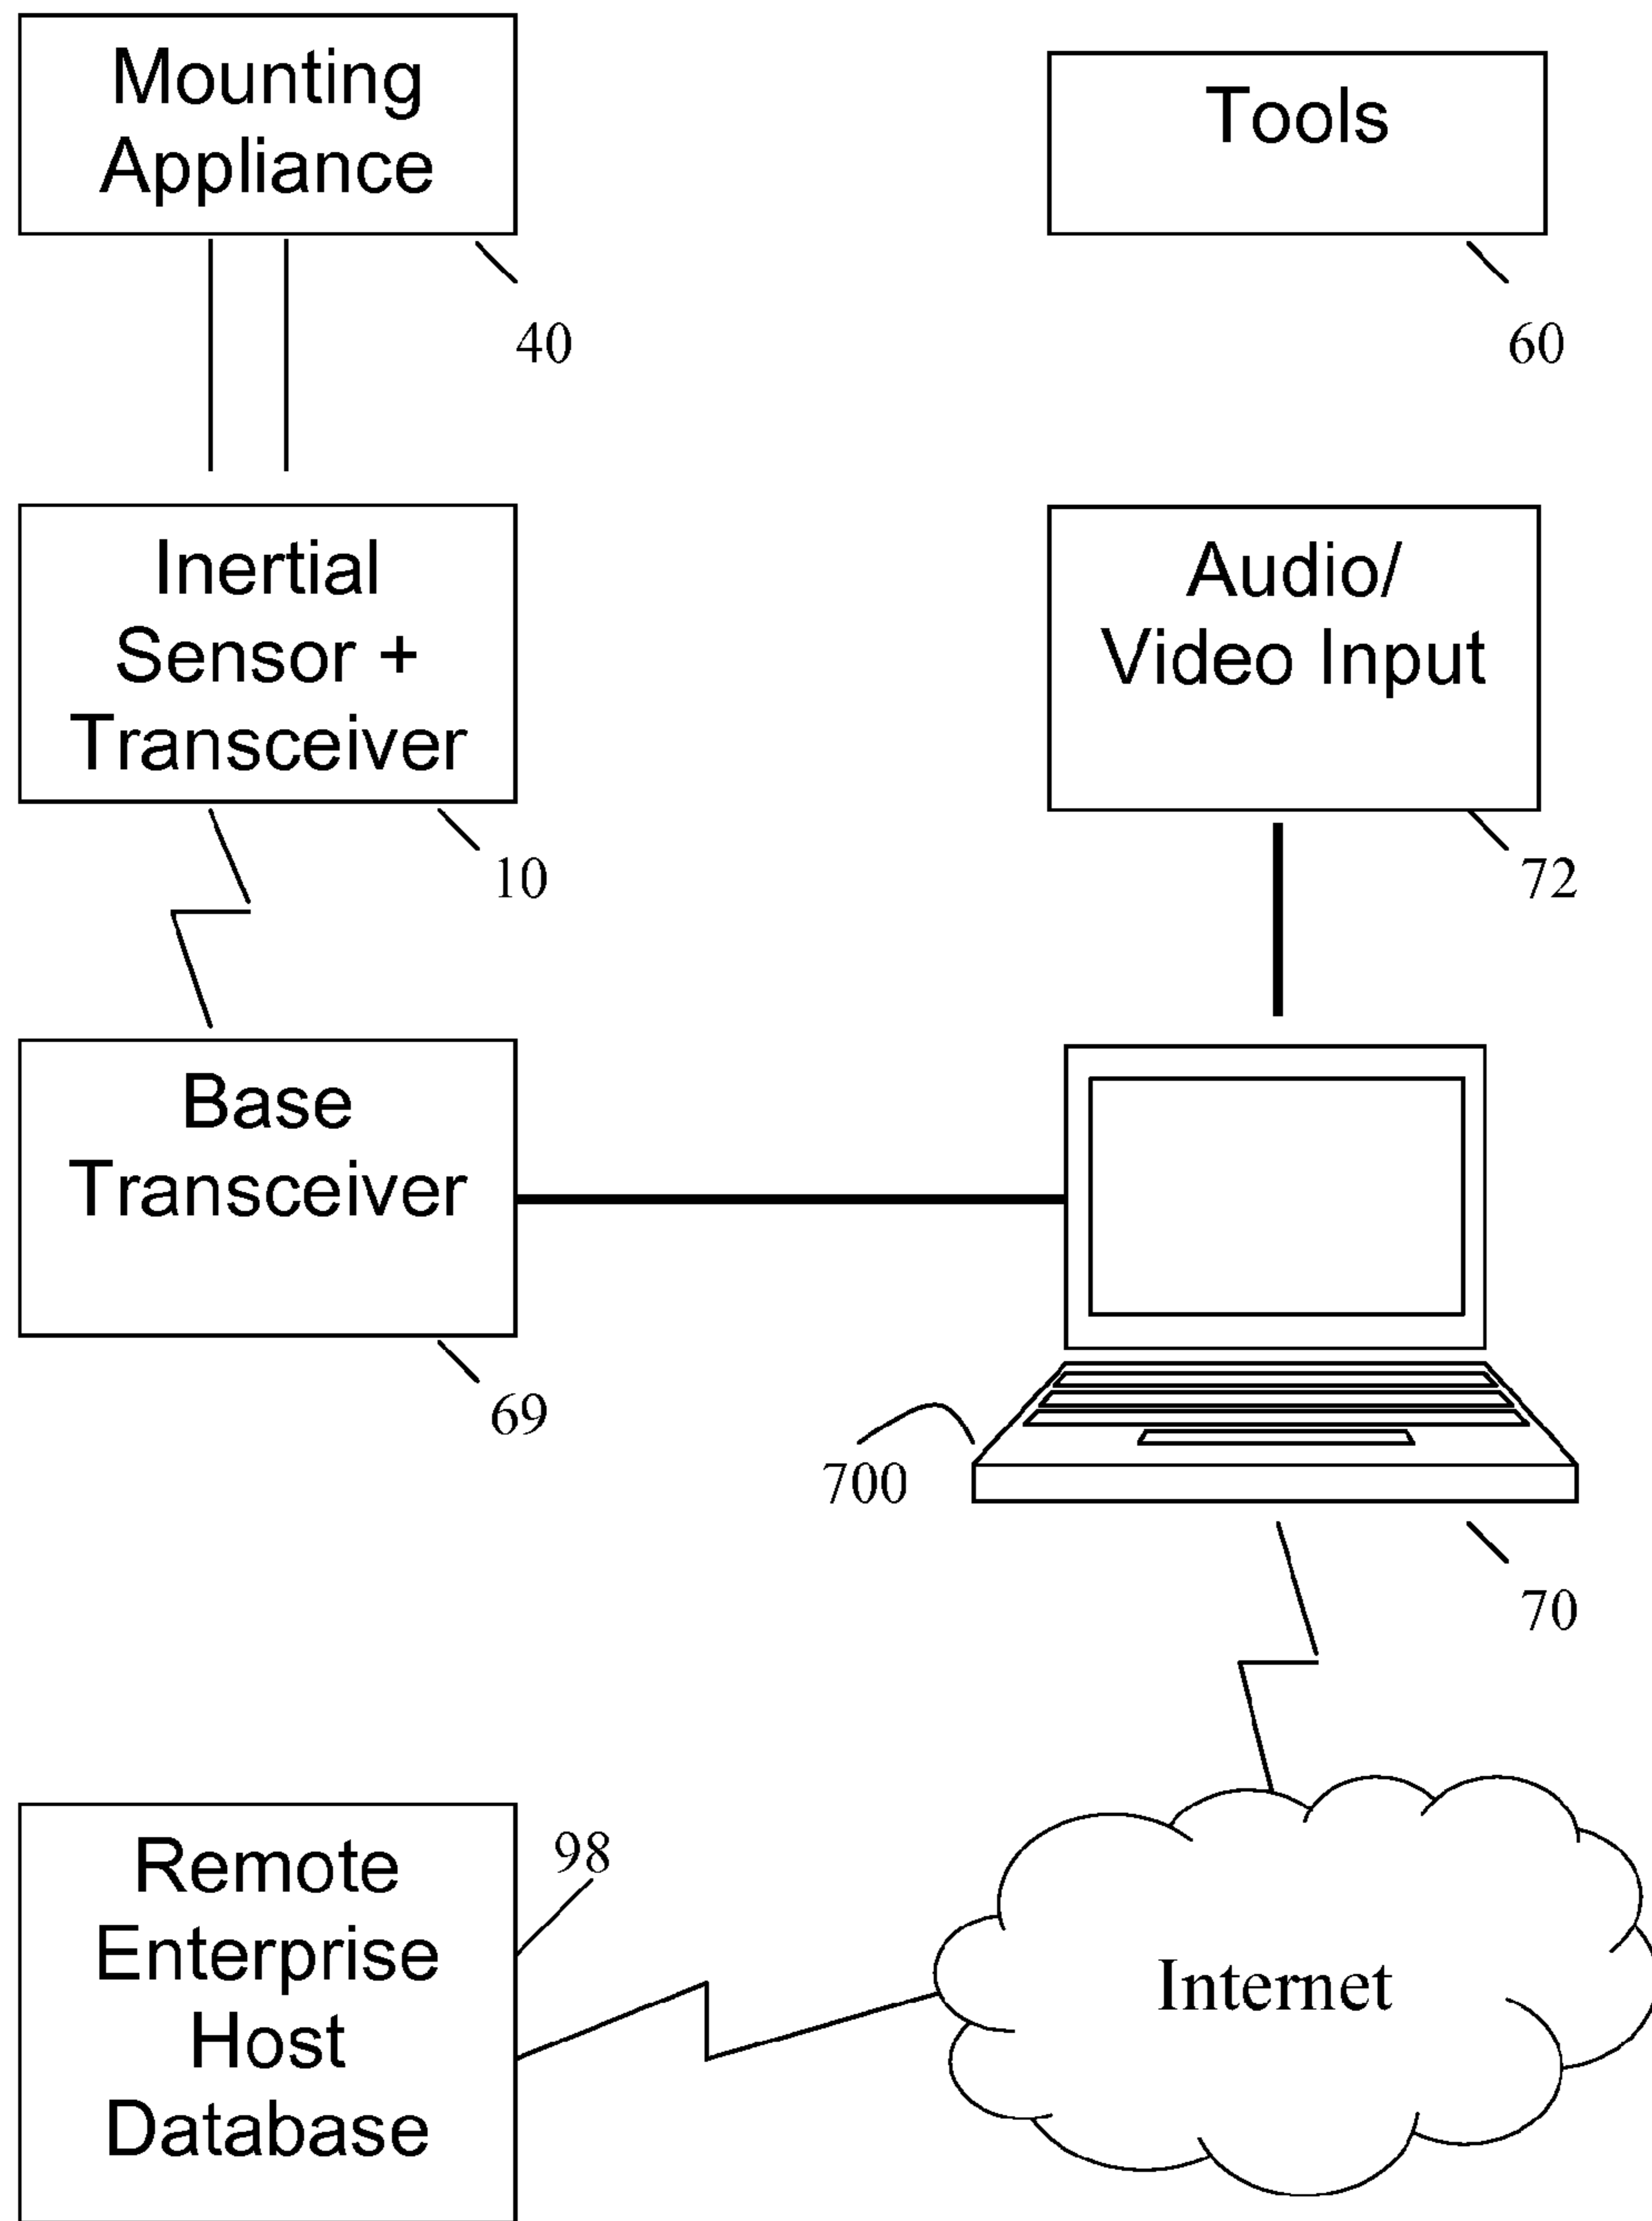 Mounting
Appliance
40
Tools
60
Inertial
Sensor +
Transceiver
10
Audio/
Video Input
72
Base
Transceiver
69
700
70
Remote
Enterprise
Host
Database
98
Internet